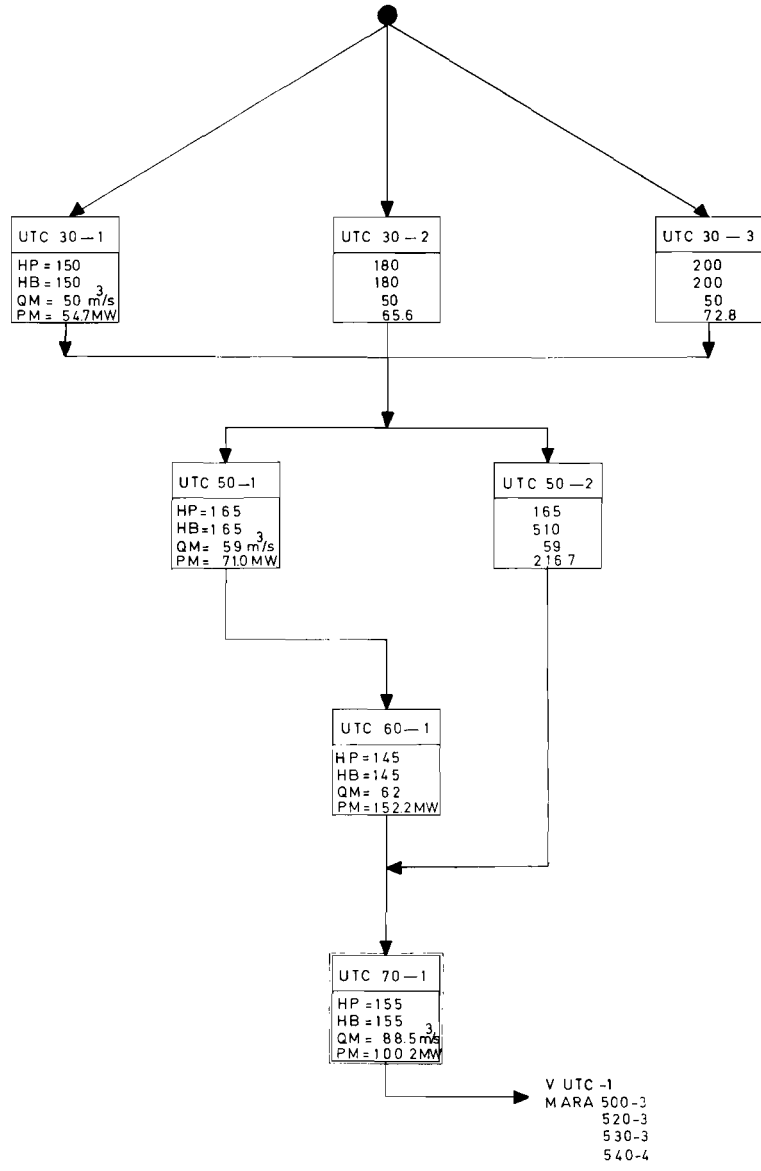 UTC 30—1
HP = 150
HB = 150
QM = 50 m³/s
PM = 54.7MW
UTC 30—2
180
180
50
65.6
UTC 30—3
200
200
50
72.8
UTC 50—1
HP=165
HB=165
QM= 59 m³/s
PM= 71.0MW
UTC 50—2
165
510
59
216 7
UTC 60—1
HP=145
HB=145
QM= 62
PM=152.2MW
UTC 70—1
HP =155
HB =155
QM= 88.5 m³/s
PM=100 2MW
V UTC -1
MARA 500-3
520-3
530-3
540-4